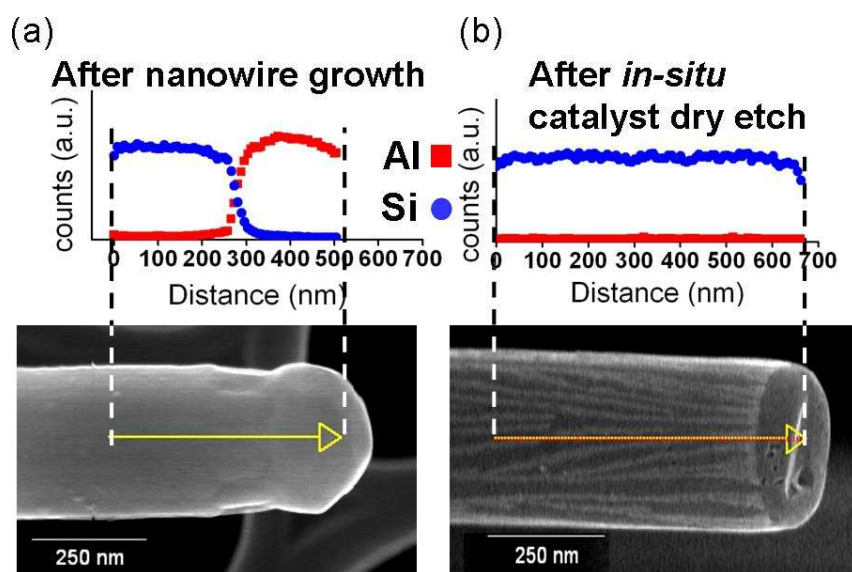 (a)
After nanowire growth
counts (a.u.)
0 100 200 300 400 500 600 700
Distance (nm)
Al
Si
250 nm
(b)
After in-situ
catalyst dry etch
counts (a.u.)
0 100 200 300 400 500 600 700
Distance (nm)
250 nm